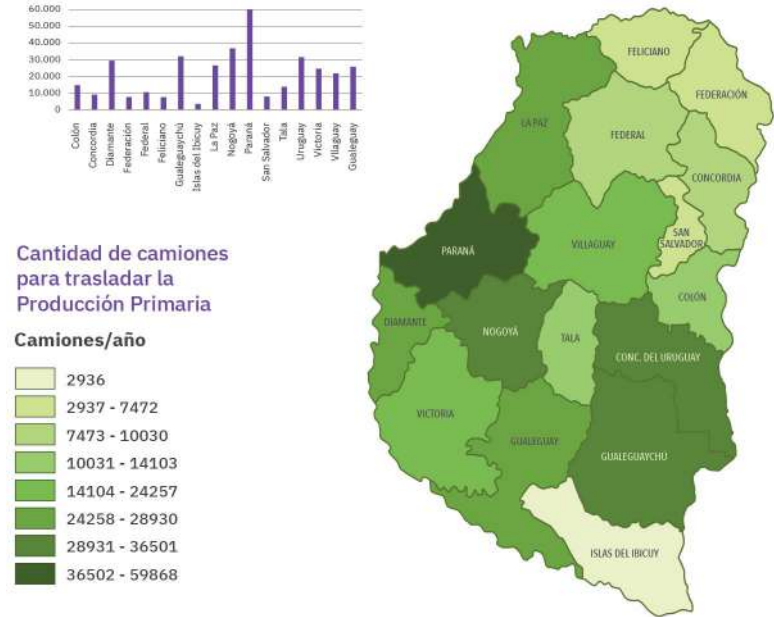 60.000
50.000
40.000
30.000
20.000
10.000
0
Colón
Concordia
Diamante
Federación
Federal
Feliciano
Gualeguaychú
Islas del Ibicuy
La Paz
Nogoyá
Paraná
San Salvador
Tala
Uruguay
Victoria
Villaguay
Gualeguay
Cantidad de camiones
para trasladar la
Producción Primaria
Camiones/año
2936
2937 - 7472
7473 - 10030
10031 - 14103
14104 - 24257
24258 - 28930
28931 - 36501
36502 - 59868
FELICIANO
FEDERACIÓN
LA PAZ
FEDERAL
CONCORDIA
SAN
SALVADOR
PARANÁ
VILLAGUAY
COLÓN
DIAMANTE
NOGOYÁ
TALA
CONC. DEL URUGUAY
VICTORIA
GUALEGUAY
GUALEGUAYCHÚ
ISLAS DEL IBICUY